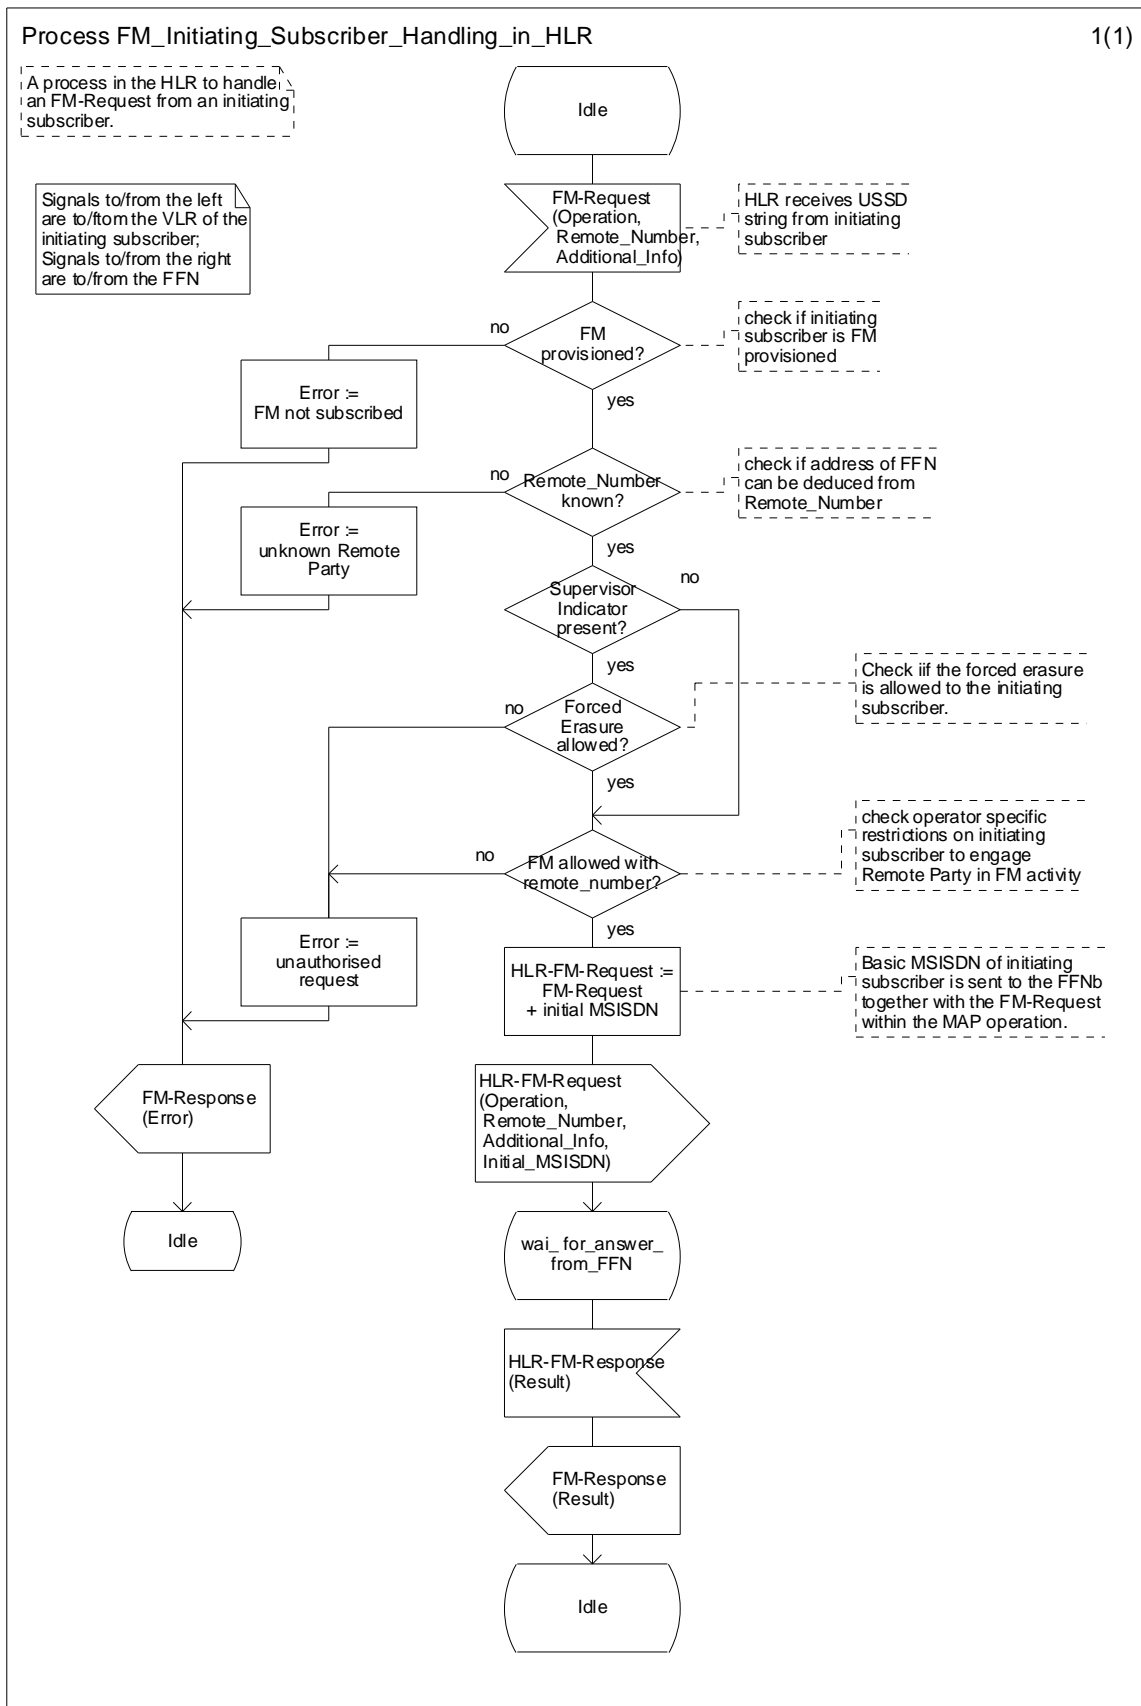 Process FM_Initiating_Subscriber_Handling_in_HLR
1(1)
A process in the HLR to handle
an FM-Request from an initiating
subscriber.
Idle
Signals to/from the left
are to/ftom the VLR of the
initiating subscriber;
Signals to/from the right
are to/from the FFN
FM-Request
(Operation,
Remote_Number,
Additional_Info)
HLR receives USSD
string from initiating
subscriber
no
FM
provisioned?
check if initiating
subscriber is FM
provisioned
Error :=
FM not subscribed
yes
no
Remote_Number
known?
check if address of FFN
can be deduced from
Remote_Number
Error :=
unknown Remote
Party
yes
Supervisor
Indicator
present?
no
yes
no
Forced
Erasure
allowed?
Check iif the forced erasure
is allowed to the initiating
subscriber.
yes
no
FM allowed with
remote_number?
check operator specific
restrictions on initiating
subscriber to engage
Remote Party in FM activity
yes
Error :=
unauthorised
request
HLR-FM-Request :=
FM-Request
+ initial MSISDN
Basic MSISDN of initiating
subscriber is sent to the FFNb
together with the FM-Request
within the MAP operation.
FM-Response
(Error)
HLR-FM-Request
(Operation,
Remote_Number,
Additional_Info,
Initial_MSISDN)
Idle
wai_ for_answer_
from_FFN
HLR-FM-Response
(Result)
FM-Response
(Result)
Idle